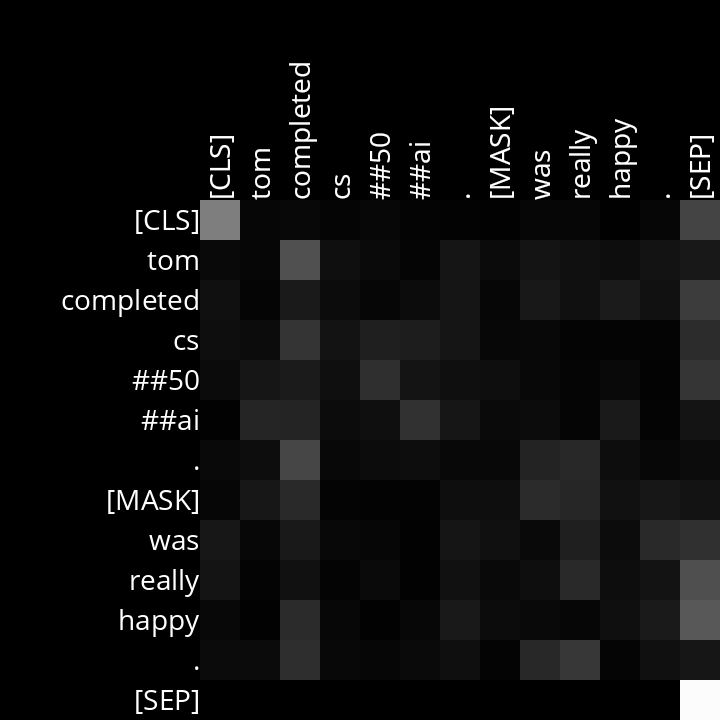 [CLS] tom completed cs ##50 ##ai . [MASK] was really happy . [SEP]
[CLS]
tom
completed
cs
##50
##ai
.
[MASK]
was
really
happy
.
[SEP]